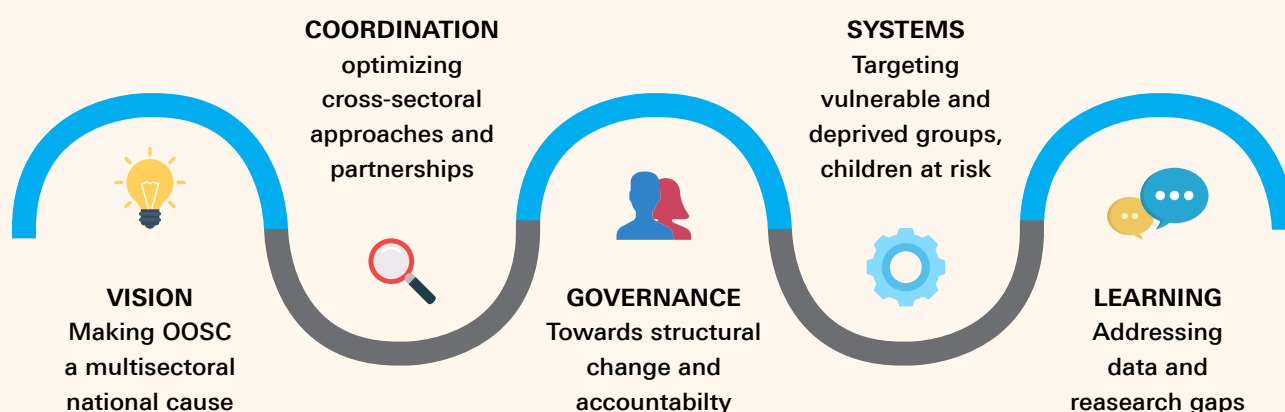 VISION
Making OOSC
a multisectoral
national cause
COORDINATION
optimizing
cross-sectoral
approaches and
partnerships
GOVERNANCE
Towards structural
change and
accountabilty
SYSTEMS
Targeting
vulnerable and
deprived groups,
children at risk
LEARNING
Addressing
data and
reasearch gaps